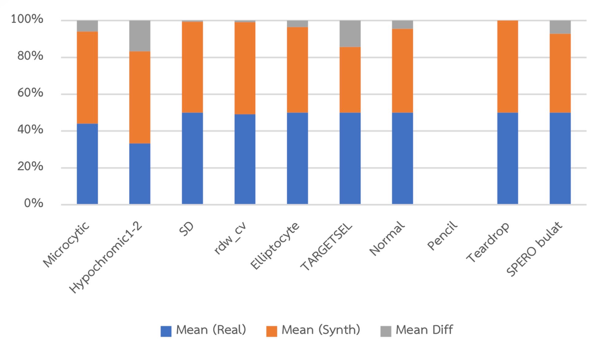 100%
80%
60%
40%
20%
0%
Microcytic
Hypochromic1-2
SD
rdw_cv
Elliptocyte
TARGETSEL
Normal
Pencil
Teardrop
SPERO bulat
Mean (Real) Mean (Synth) Mean Diff